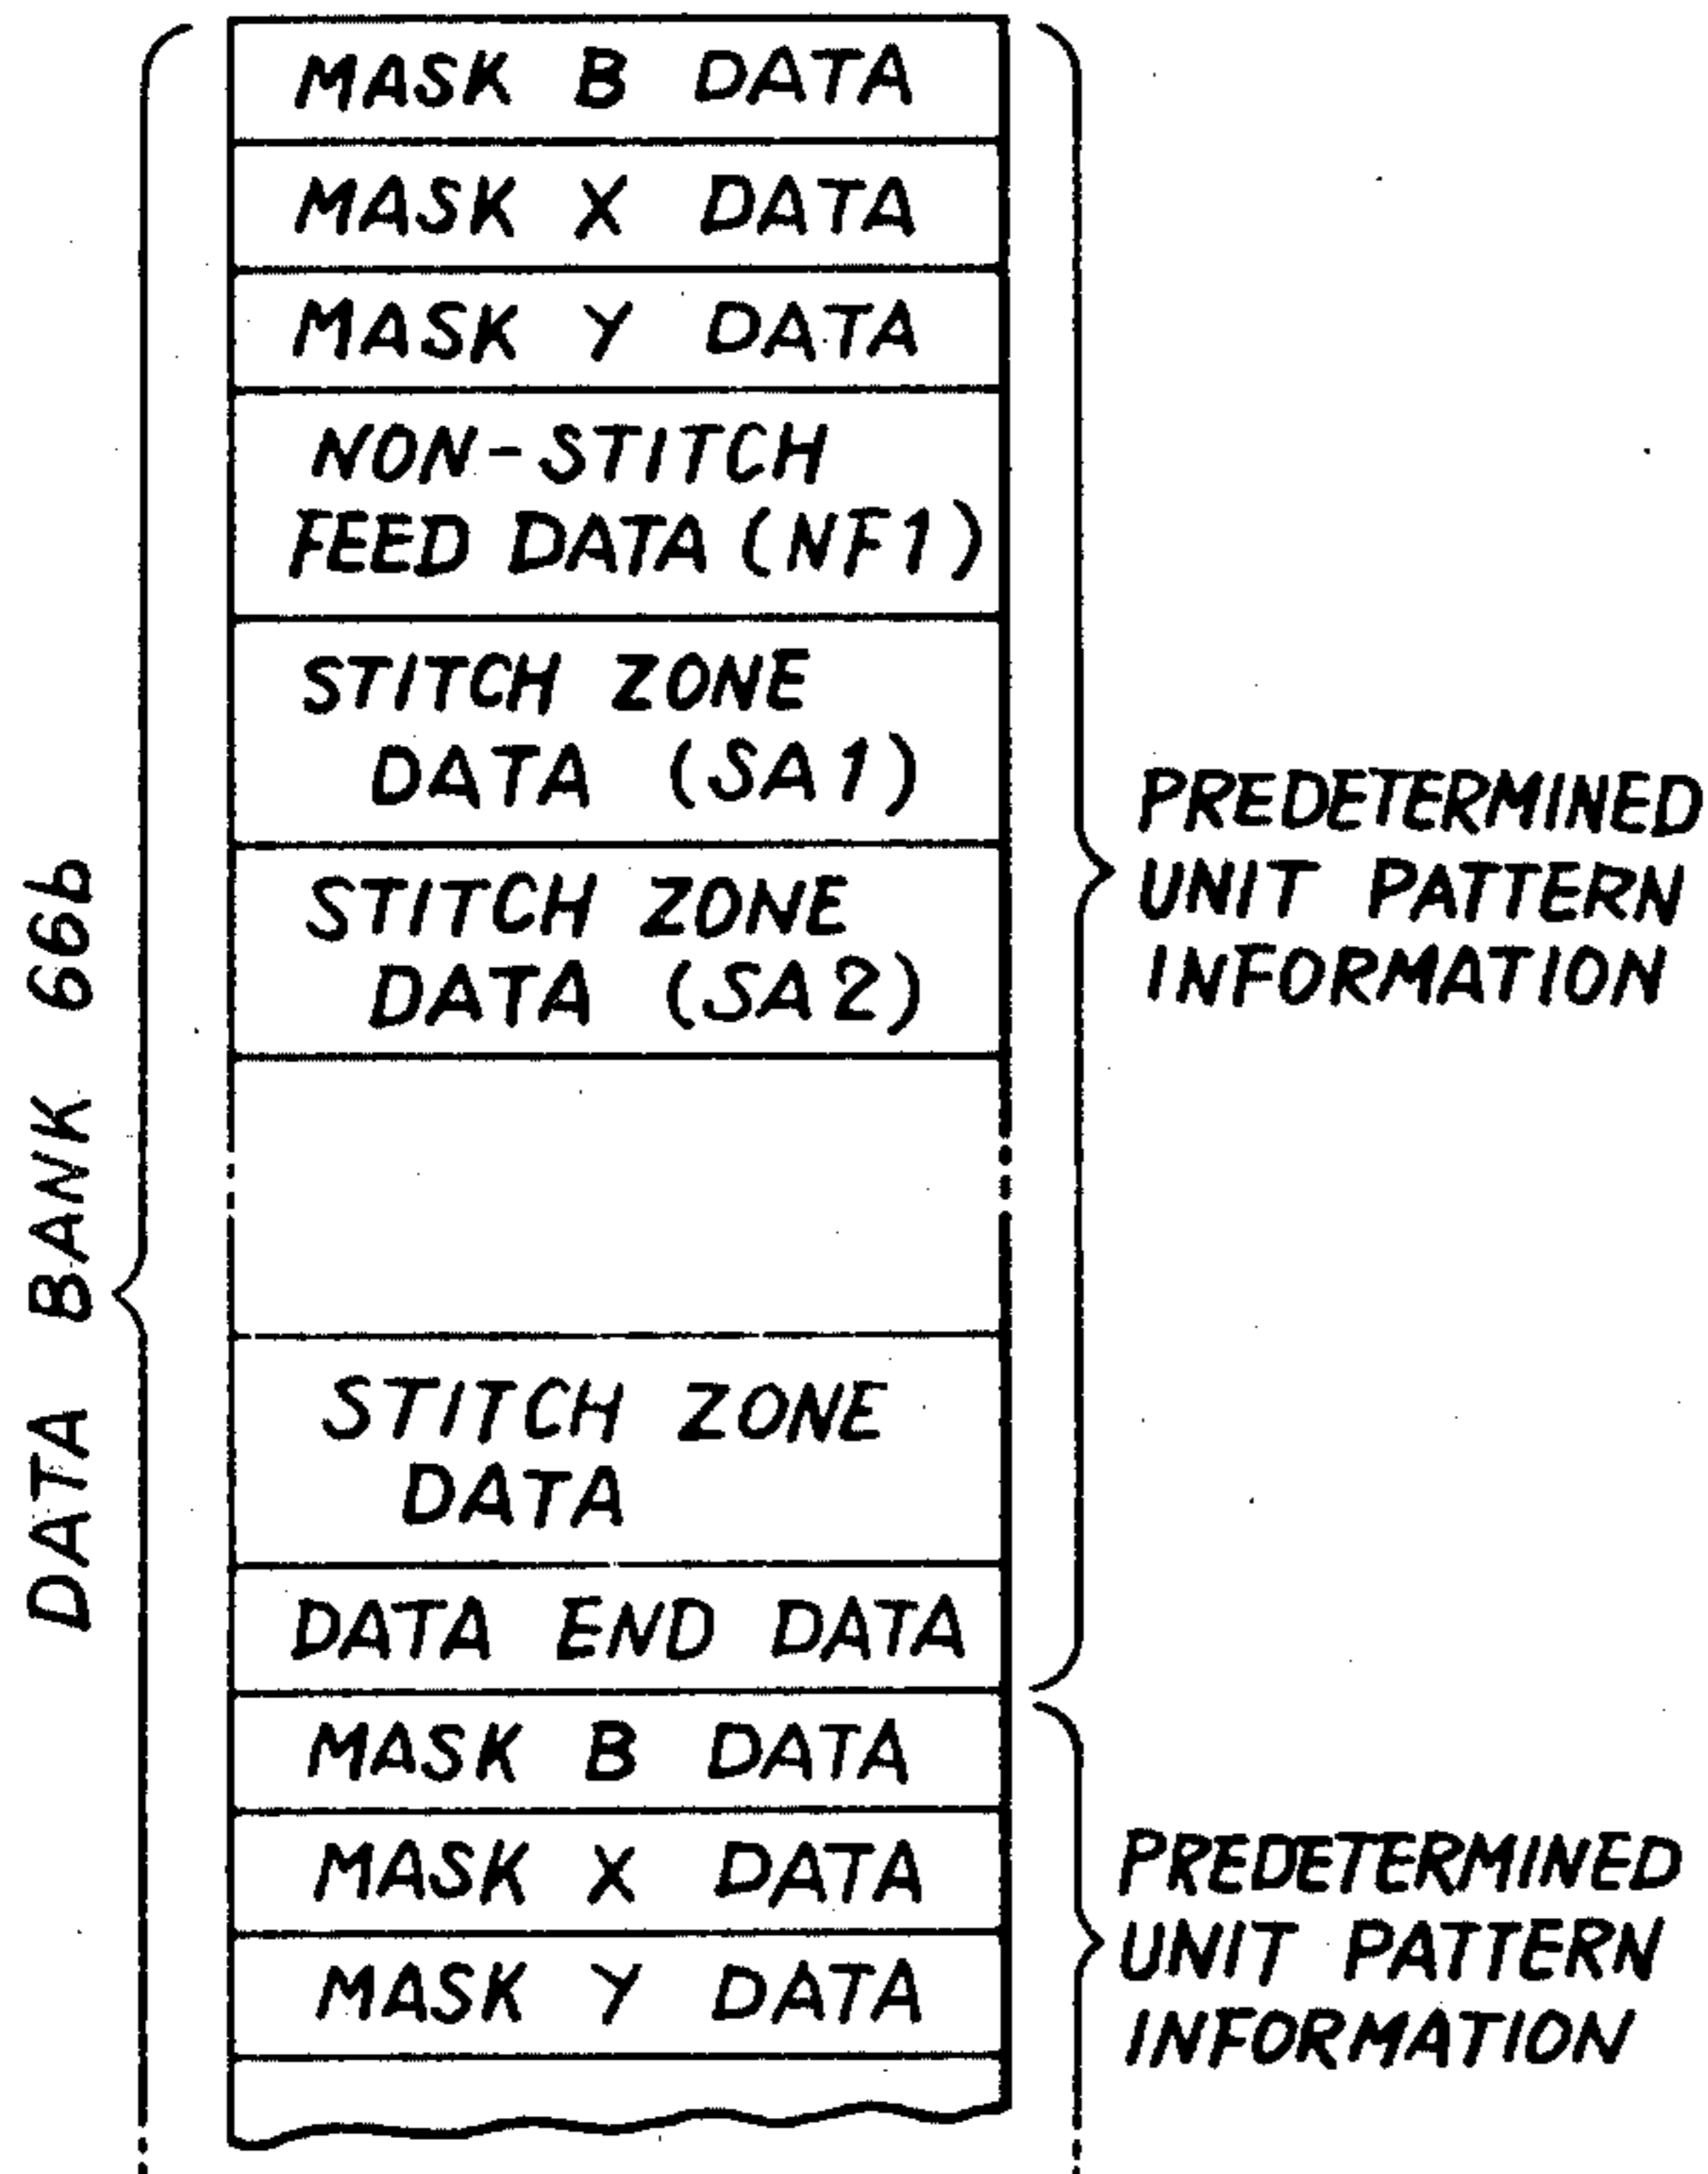 MASK B DATA
MASK X DATA
MASK Y DATA
NON-STITCH
FEED DATA (NF1)
STITCH ZONE
DATA (SA1)
STITCH ZONE
DATA (SA2)
STITCH ZONE
DATA
DATA END DATA
MASK B DATA
MASK X DATA
MASK Y DATA
DATA BANK 66b
PREDETERMINED
UNIT PATTERN
INFORMATION
PREDETERMINED
UNIT PATTERN
INFORMATION